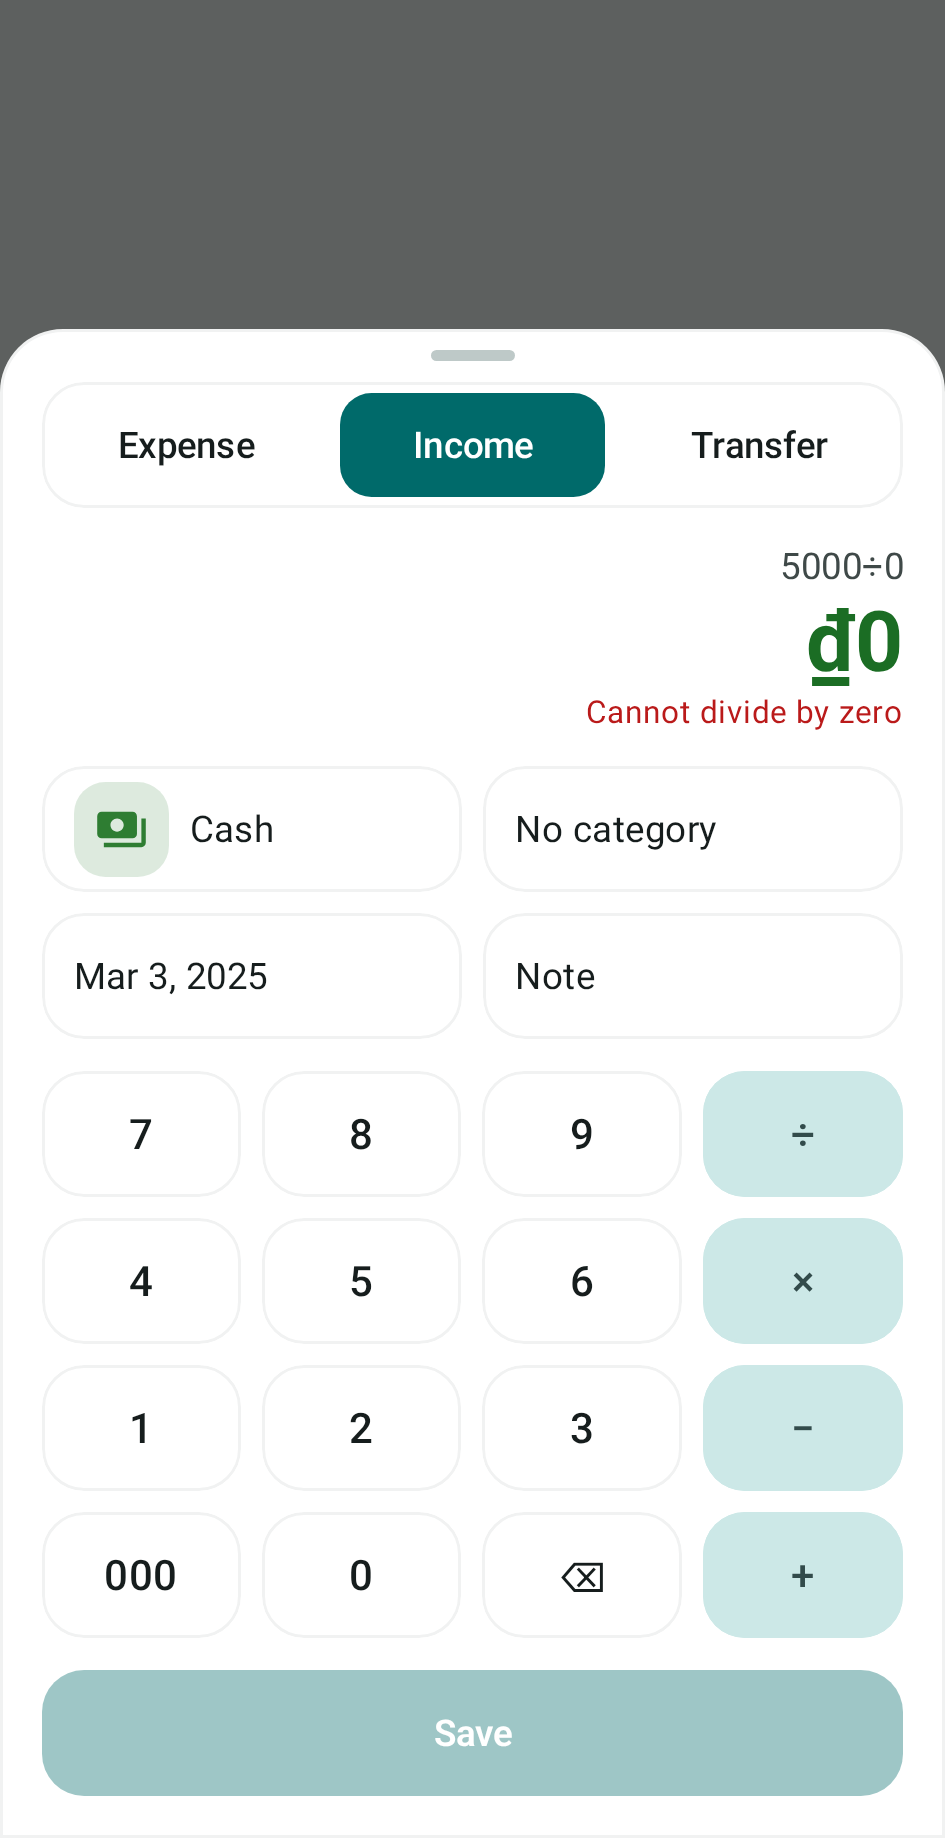 Expense Income Transfer
5000÷0
₫0
Cannot divide by zero
Cash No category
Mar 3, 2025 Note
7 8 9 ÷
4 5 6 ×
1 2 3 −
000 0 +
Save